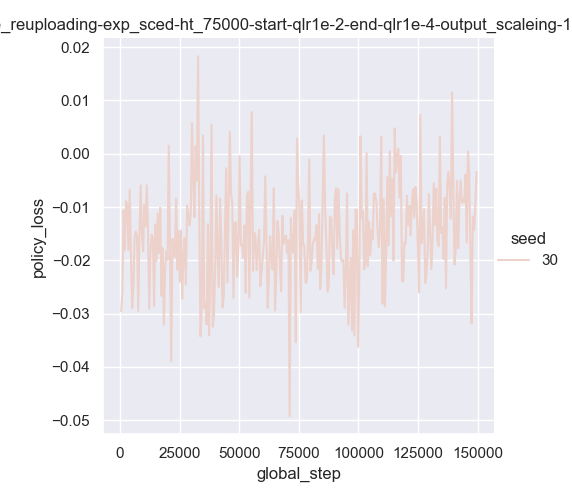 _reuploading-exp_sced-ht_75000-start-qlr1e-2-end-qlr1e-4-output_scaleing-1
0.02
0.01
0.00
−0.01
−0.02
−0.03
−0.04
−0.05
policy_loss
0 25000 50000 75000 100000 125000 150000
global_step
seed
30